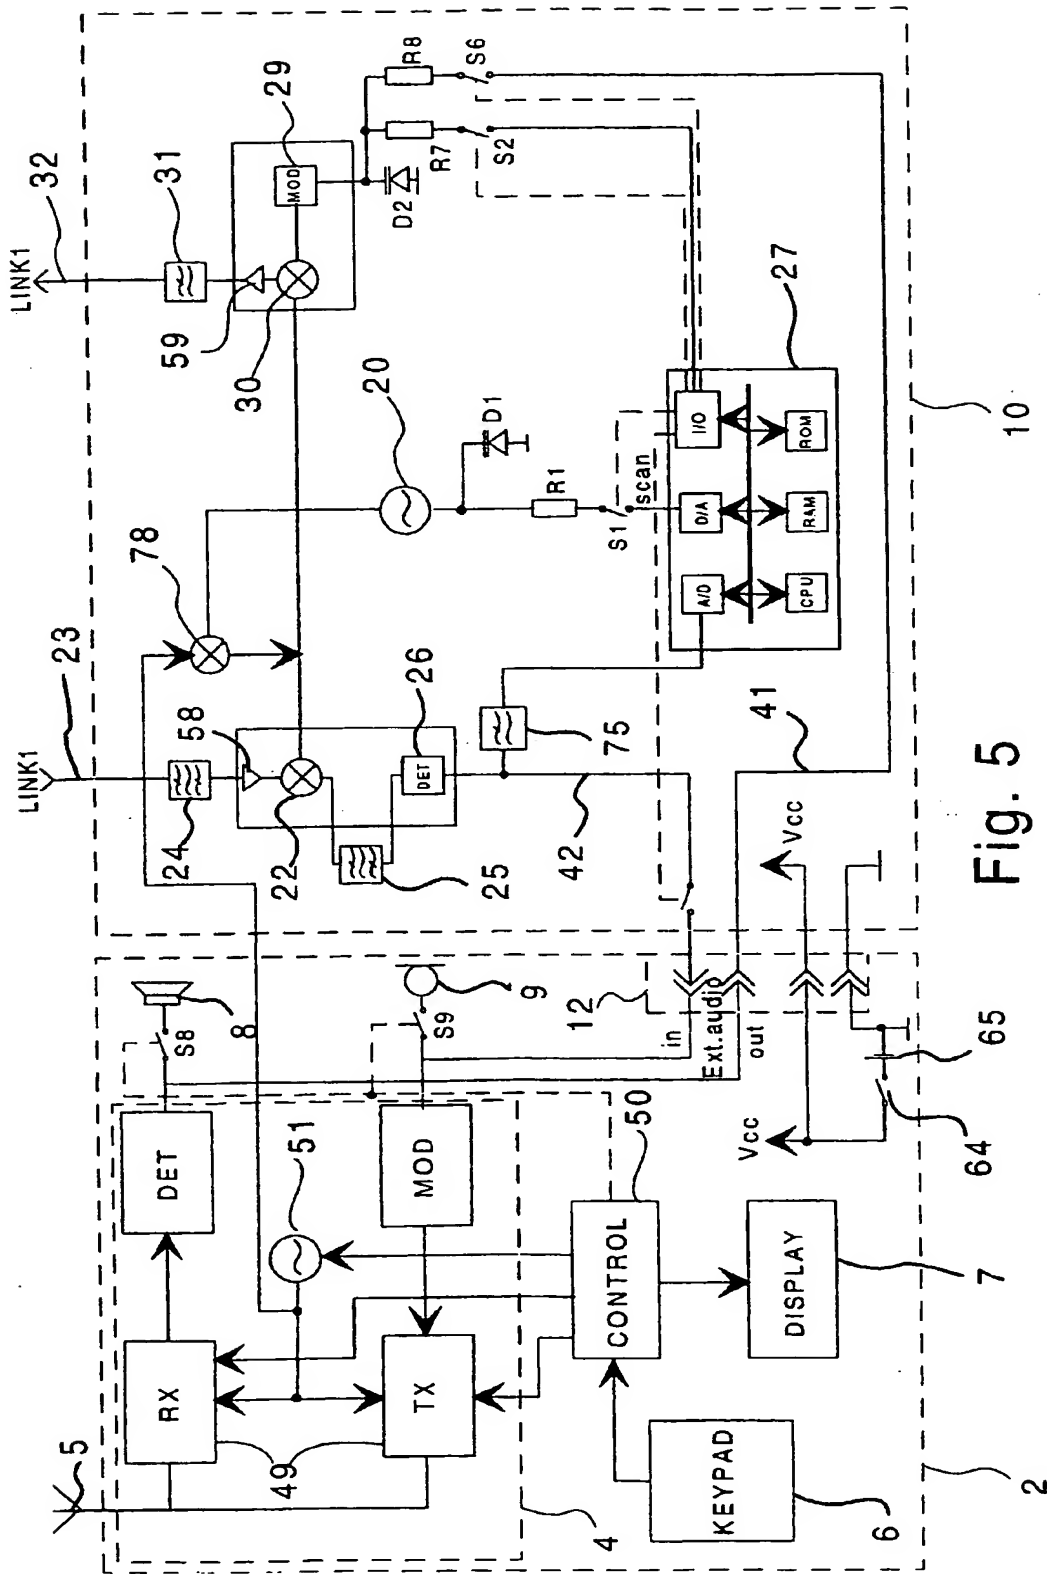 LINK1
23
24
58
22
25
DET
26
75
42
78
20
D1
R1
S1
scan
LINK1
32
31
59
30
MOD
29
D2
R7
S2
R8
S6
A/D
D/A
I/O
CPU
RAM
ROM
27
10
41
Vcc
5
RX
DET
S8
8
49
51
TX
MOD
S9
9
4
12
in
Ext.audio
out
CONTROL
50
KEYPAD
6
DISPLAY
7
Vcc
64
65
2
Fig. 5